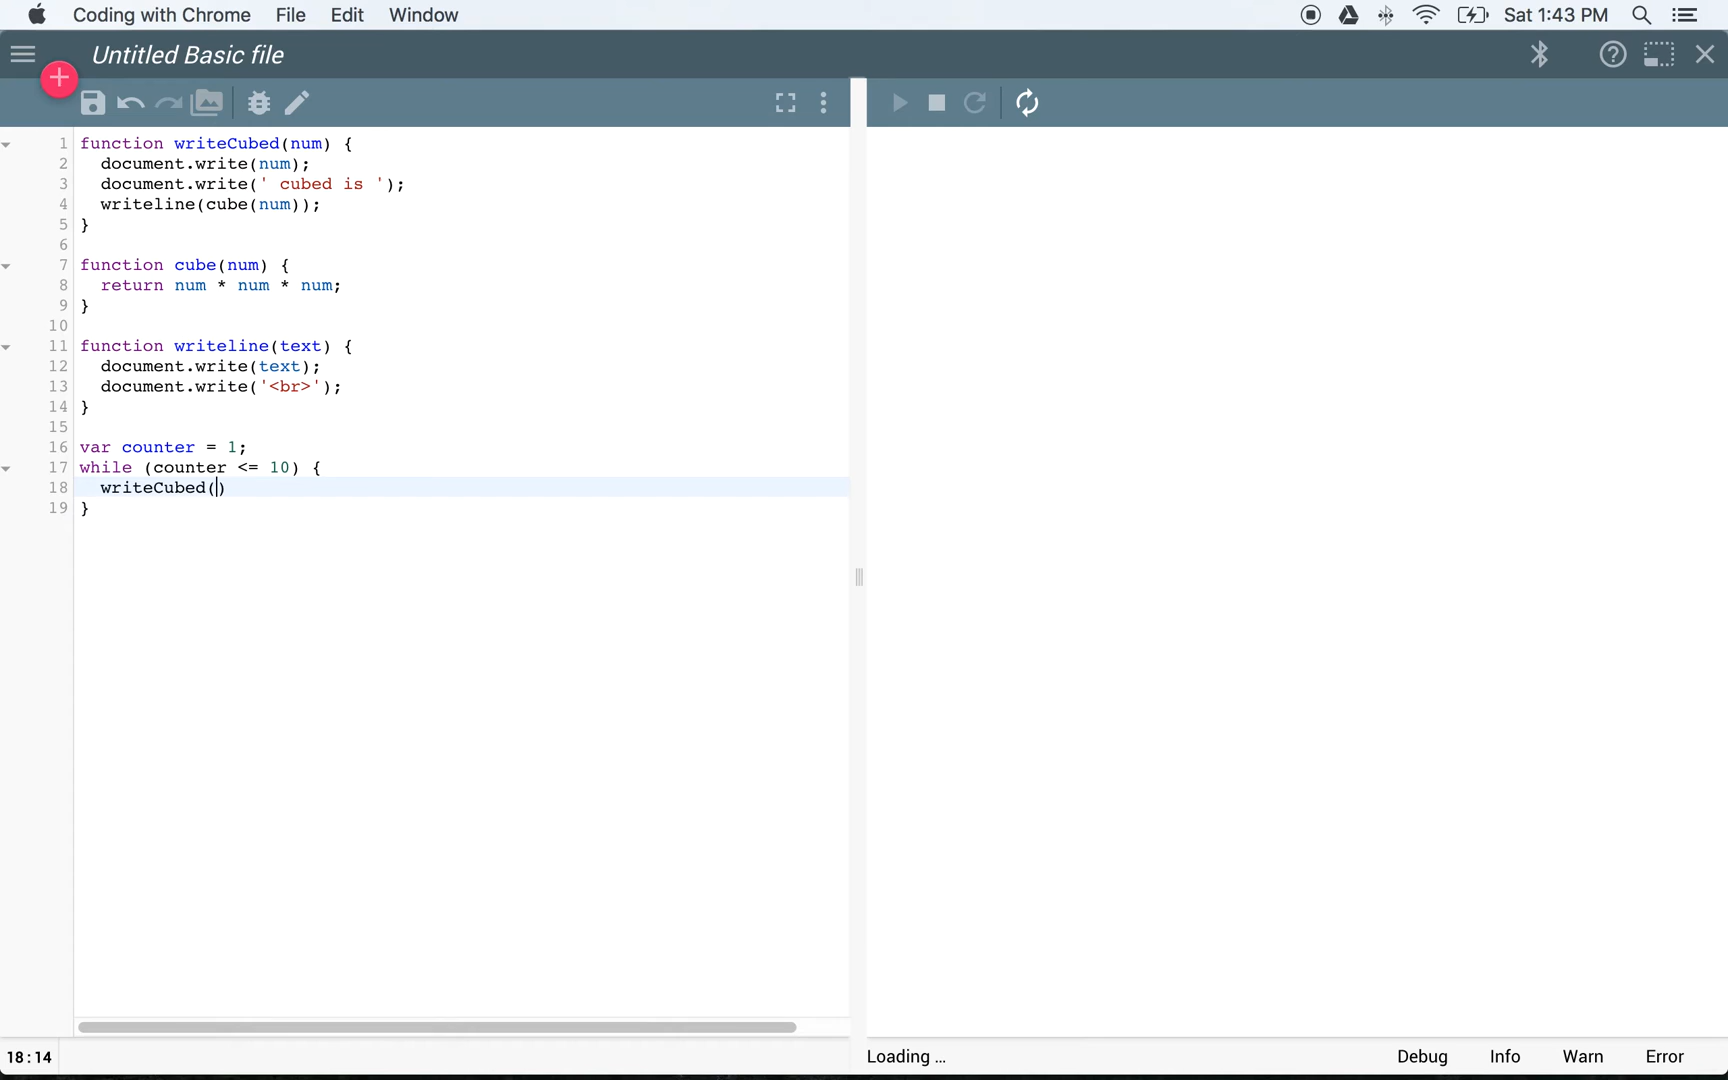 Coding with Chrome File Edit Window Sat 1:43 PM
Untitled Basic file
1 function writeCubed(num) {
2 document.write(num);
3 document.write(' cubed is ');
4 writeline(cube(num));
5 }
6
7 function cube(num) {
8 return num * num * num;
9 }
10
11 function writeline(text) {
12 document.write(text);
13 document.write('<br>');
14 }
15
16 var counter = 1;
17 while (counter <= 10) {
18 writeCubed()
19 }
18:14 Loading ... Debug Info Warn Error